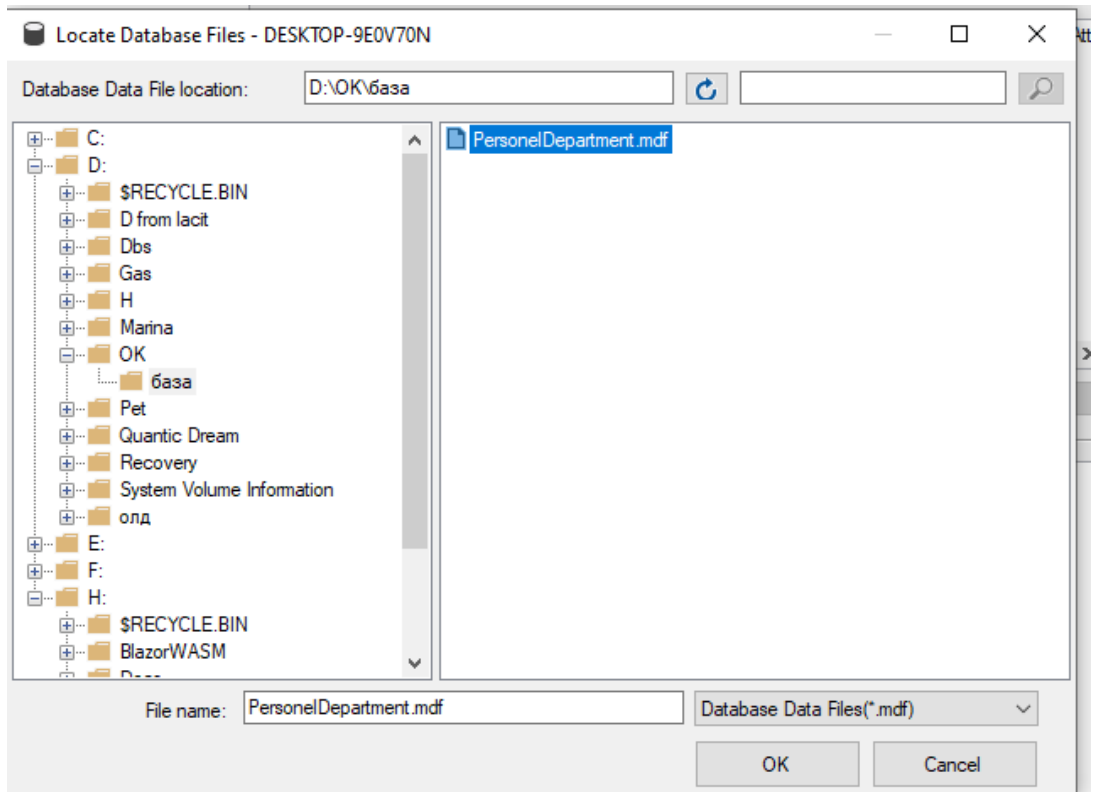 Locate Database Files - DESKTOP-9E0V70N
Att
Database Data File location:
D:\OK\база
C:
D:
$RECYCLE.BIN
D from lacit
Dbs
Gas
H
Marina
OK
база
Pet
Quantic Dream
Recovery
System Volume Information
олд
E:
F:
H:
$RECYCLE.BIN
BlazorWASM
PersonelDepartment.mdf
File name:
PersonelDepartment.mdf
Database Data Files(*.mdf)
OK
Cancel